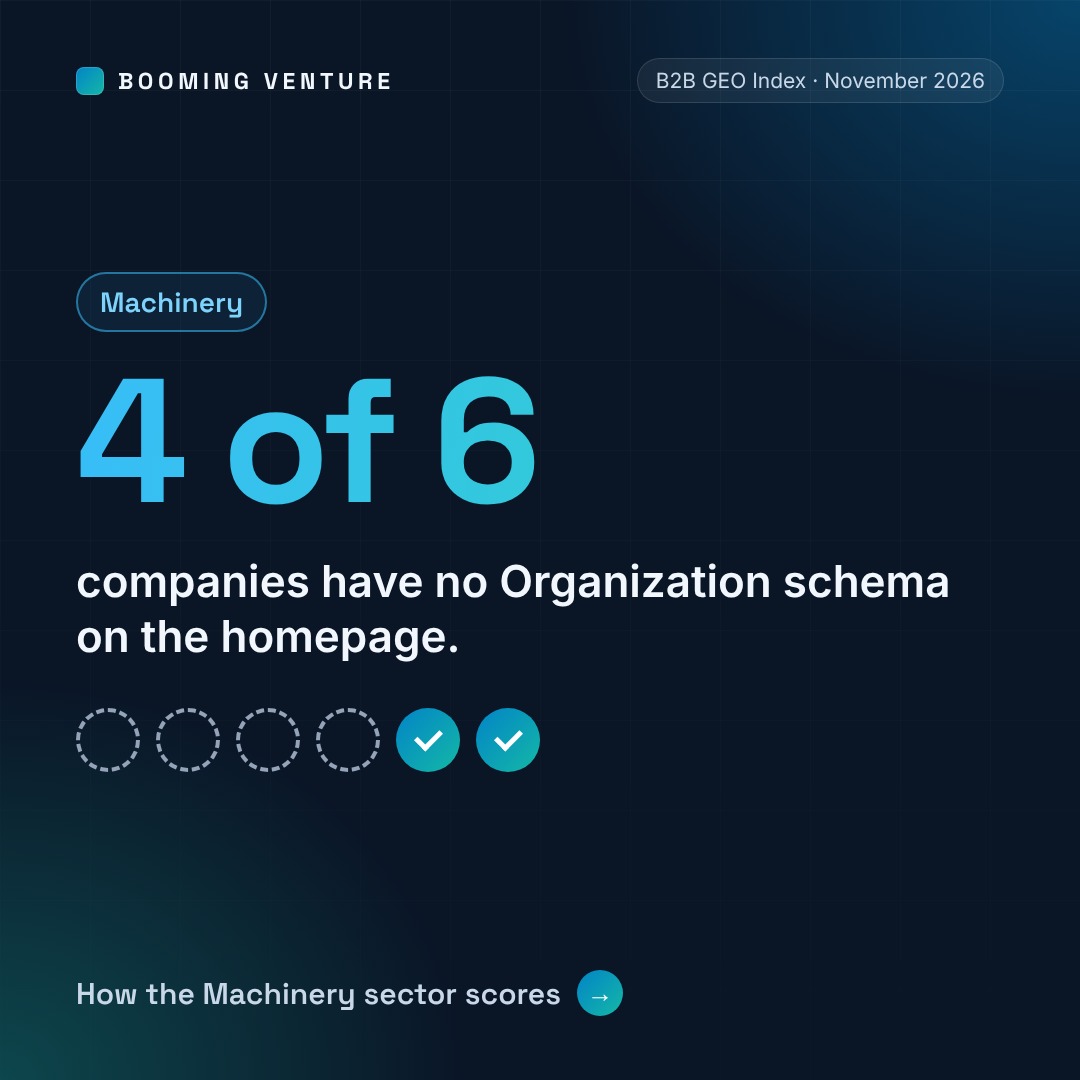 BOOMING VENTURE
B2B GEO Index · November 2026
Machinery
4 of 6
companies have no Organization schema
on the homepage.
How the Machinery sector scores →